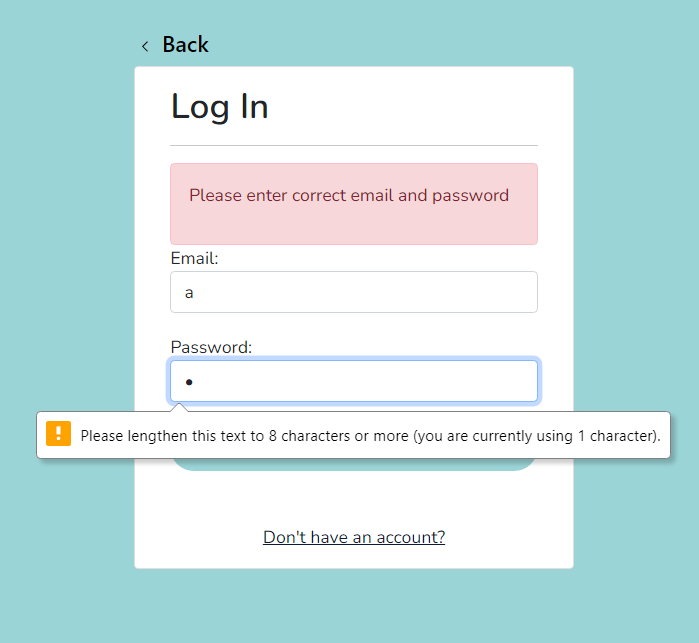 Back
Log In
Please enter correct email and password
Email:
a
Password:
•
Please lengthen this text to 8 characters or more (you are currently using 1 character).
Don't have an account?